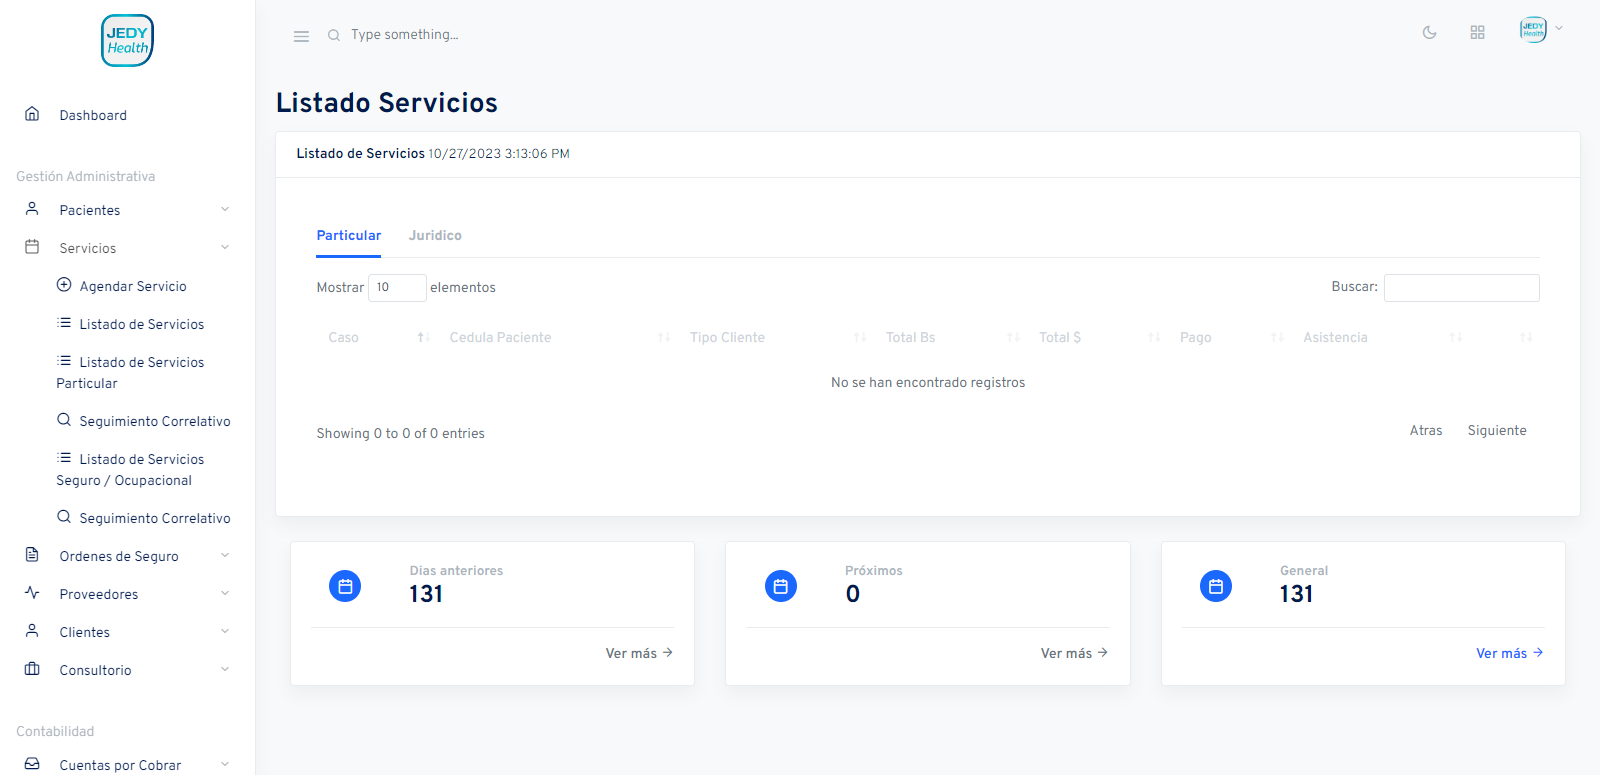 JEDY
Health
Type something...
JEDY
Health
Dashboard
Gestión Administrativa
Pacientes
Servicios
Agendar Servicio
Listado de Servicios
Listado de Servicios
Particular
Seguimiento Correlativo
Listado de Servicios
Seguro / Ocupacional
Seguimiento Correlativo
Ordenes de Seguro
Proveedores
Clientes
Consultorio
Contabilidad
Cuentas por Cobrar
Listado Servicios
Listado de Servicios 10/27/2023 3:13:06 PM
Particular Juridico
Mostrar 10 elementos Buscar:
Caso Cedula Paciente Tipo Cliente Total Bs Total $ Pago Asistencia
No se han encontrado registros
Showing 0 to 0 of 0 entries Atras Siguiente
Dias anteriores
131
Ver más
Próximos
0
Ver más
General
131
Ver más